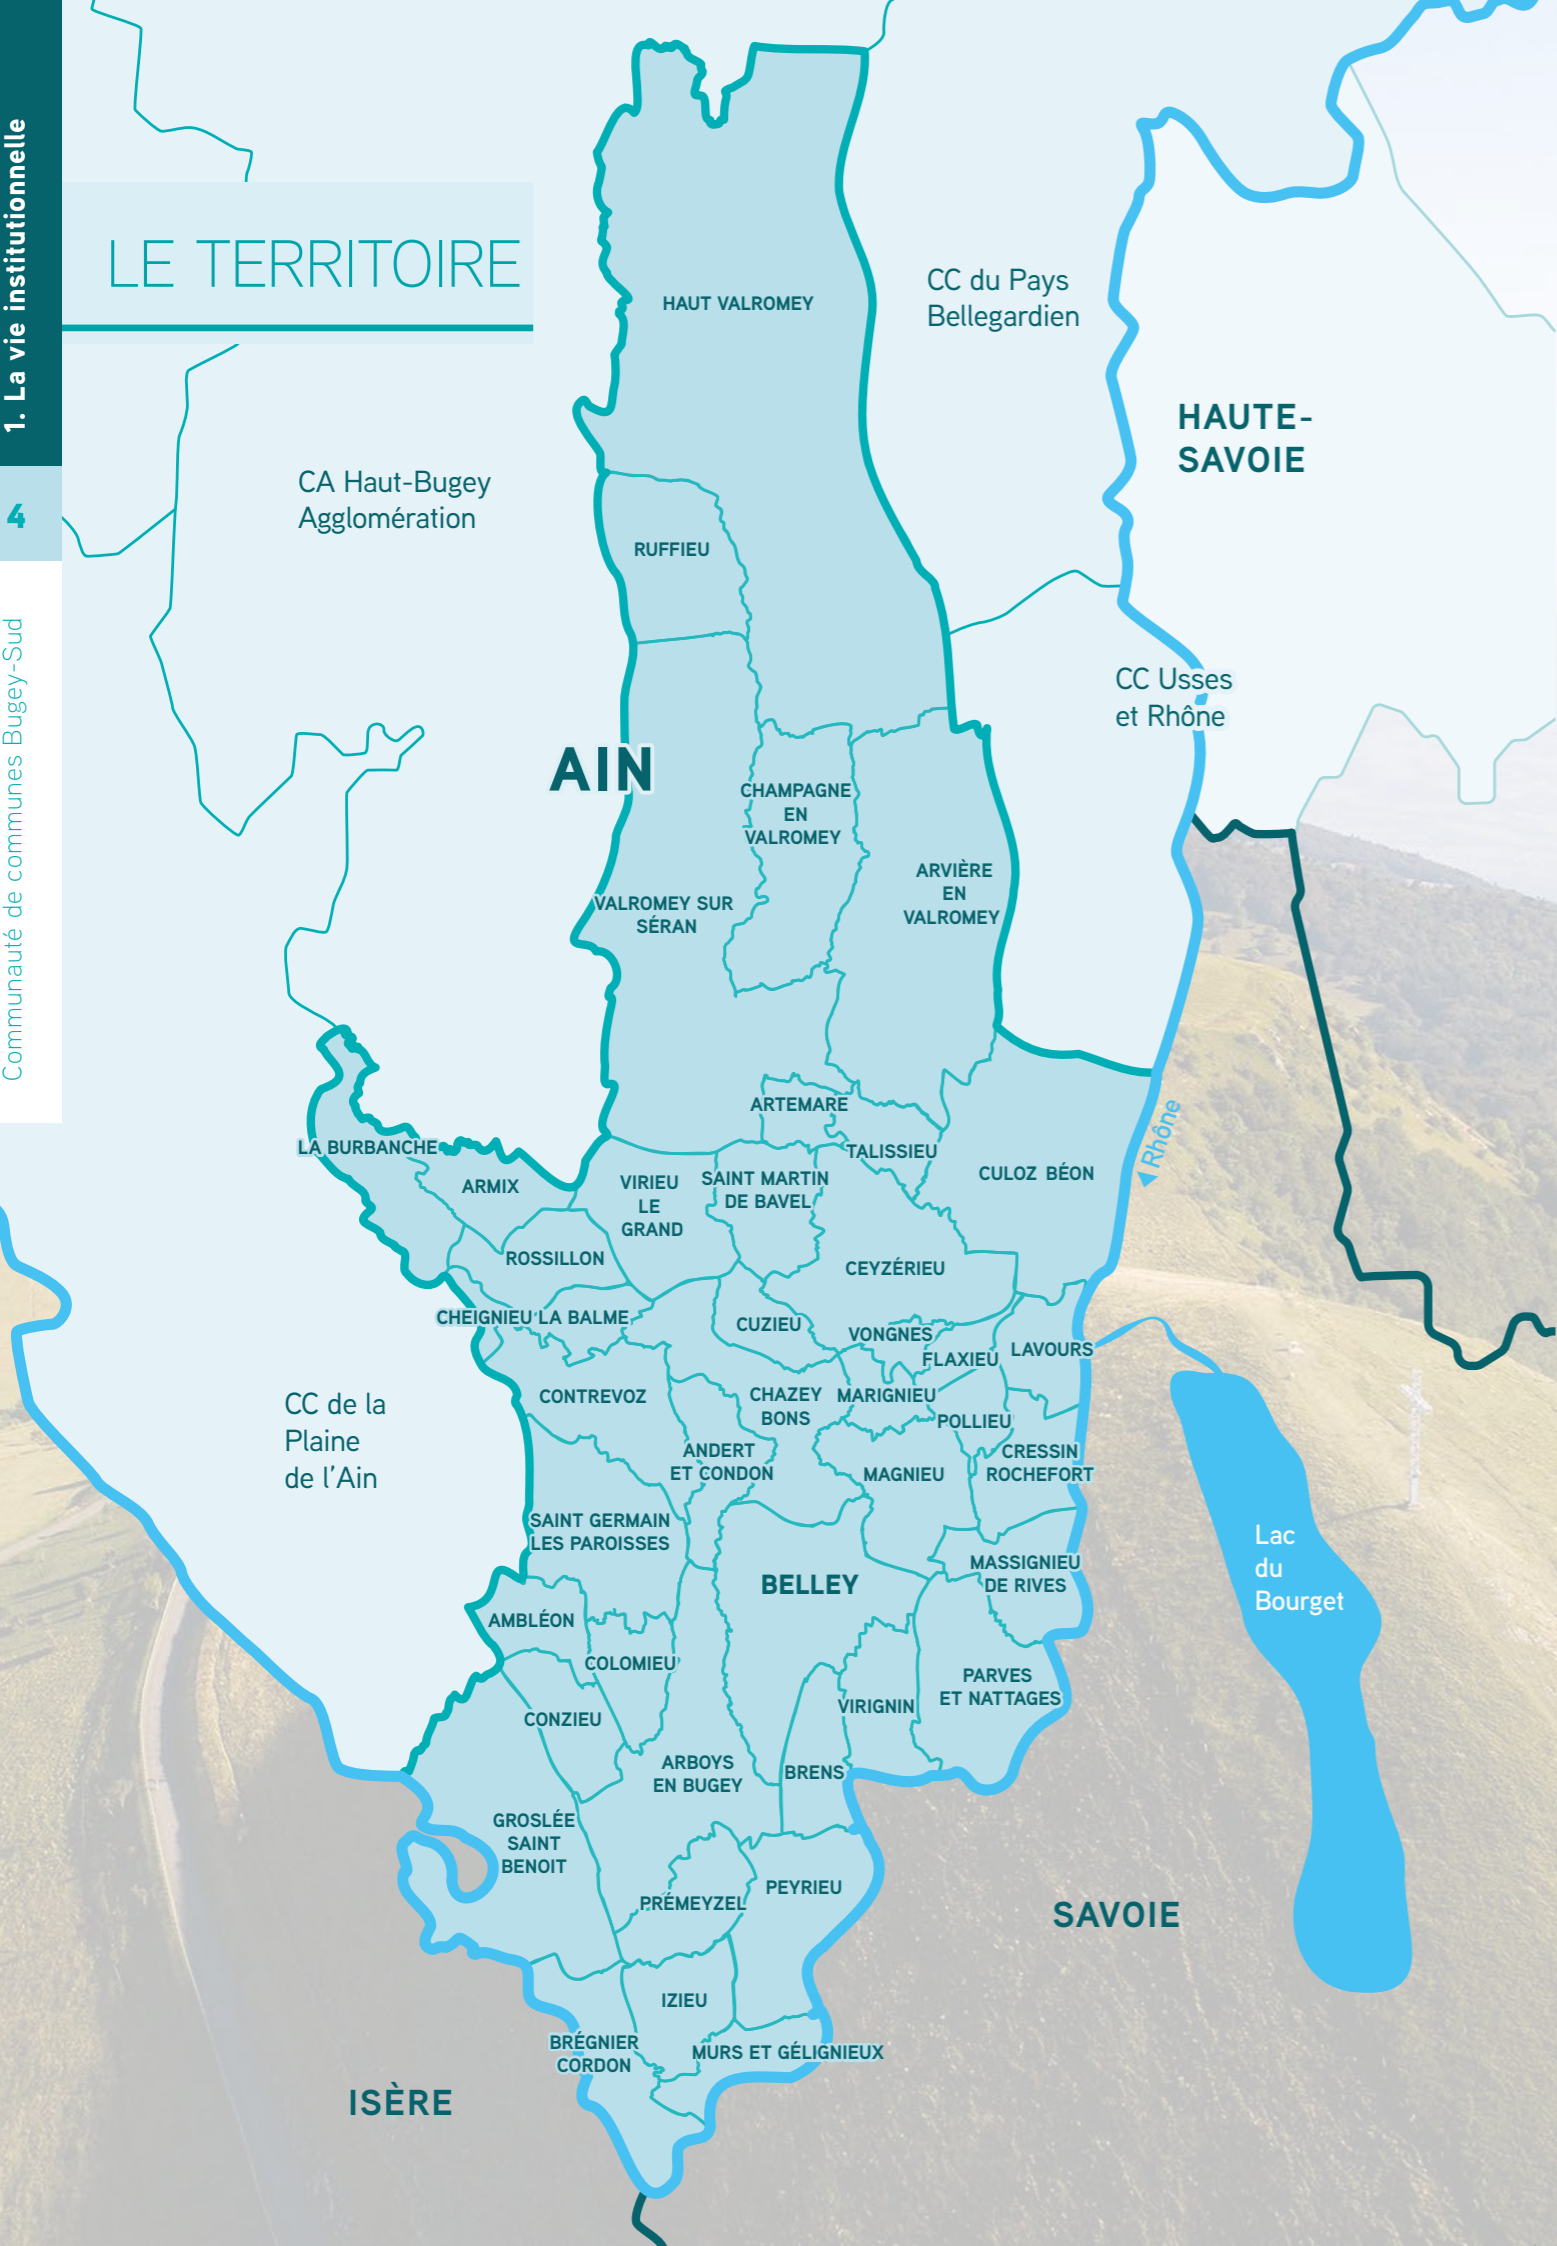 1. La vie institutionnelle
4
Communauté de communes Bugey-Sud
LE TERRITOIRE
HAUT VALROMEY
CC du Pays
Bellegardien
HAUTE-
SAVOIE
CA Haut-Bugey
Agglomération
RUFFIEU
CC Usses
et Rhône
AIN
CHAMPAGNE
EN
VALROMEY
ARVIÈRE
EN
VALROMEY
VALROMEY SUR
SÉRAN
ARTEMARE
TALISSIEU
Rhône
LA BURBANCHE
ARMIX
VIRIEU
LE
GRAND
SAINT MARTIN
DE BAVEL
CULOZ BÉON
ROSSILLON
CEYZÉRIEU
CHEIGNIEU LA BALME
CUZIEU
VONGNES
FLAXIEU
LAVOURS
CC de la
Plaine
de l'Ain
CONTREVOZ
CHAZEY
BONS
MARIGNIEU
POLLIEU
ANDERT
ET CONDON
MAGNIEU
CRESSIN
ROCHEFORT
SAINT GERMAIN
LES PAROISSES
BELLEY
MASSIGNIEU
DE RIVES
Lac
du
Bourget
AMBLÉON
COLOMIEU
PARVES
ET NATTAGES
CONZIEU
VIRIGNIN
ARBOYS
EN BUGEY
BRENS
GROSLÉE
SAINT
BENOIT
PRÉMEYZEL
PEYRIEU
SAVOIE
IZIEU
BRÉGNIER
CORDON
MURS ET GÉLIGNIEUX
ISÈRE